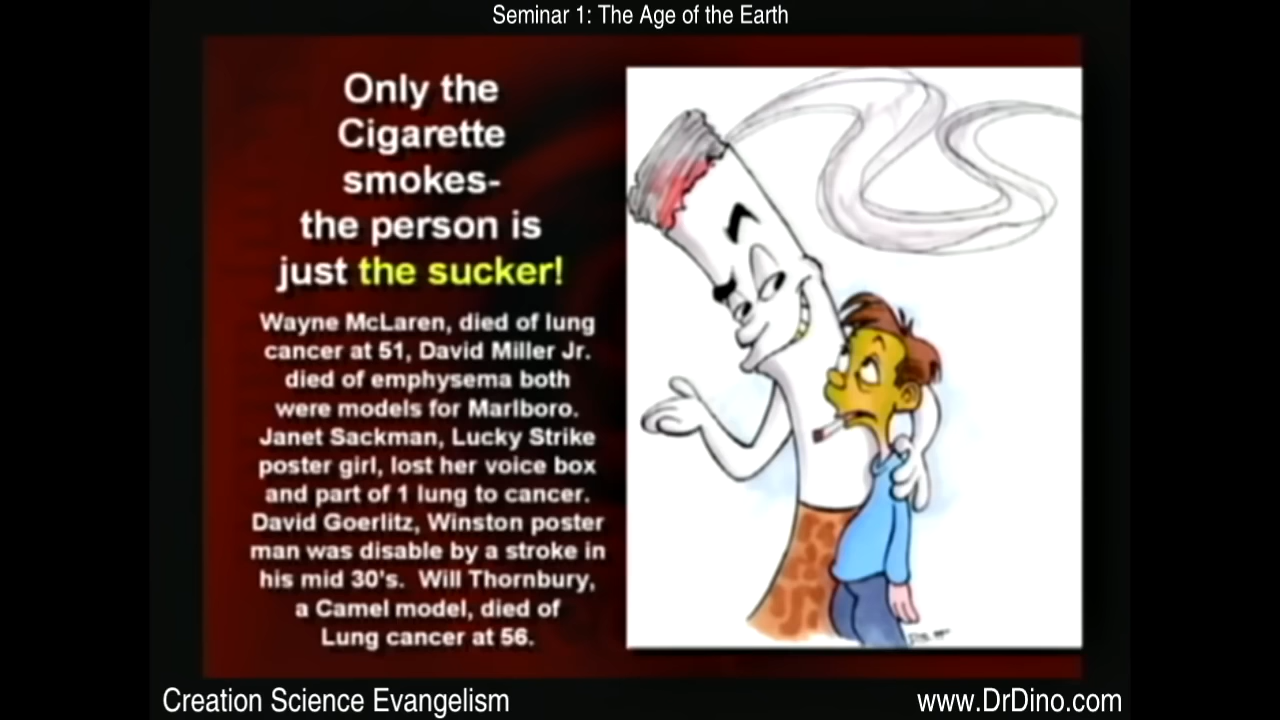 Seminar 1: The Age of the Earth
Only the
Cigarette
smokes-
the person is
just the sucker!
Wayne McLaren, died of lung
cancer at 51, David Miller Jr.
died of emphysema both
were models for Marlboro.
Janet Sackman, Lucky Strike
poster girl, lost her voice box
and part of 1 lung to cancer.
David Goerlitz, Winston poster
man was disable by a stroke in
his mid 30's.  Will Thornbury,
a Camel model, died of
Lung cancer at 56.
Creation Science Evangelism
www.DrDino.com